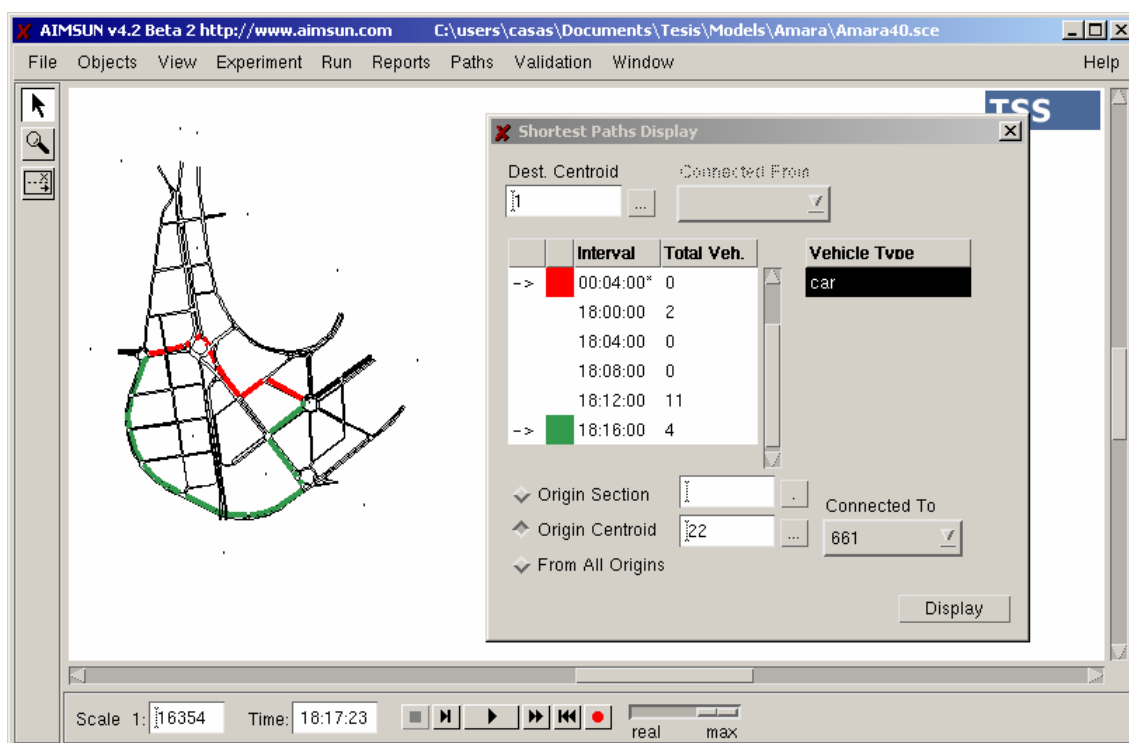 AIMSUN v4.2 Beta 2 http://www.aimsun.com C:\users\casas\Documents\Tesis\Models\Amara\Amara40.sce
File Objects View Experiment Run Reports Paths Validation Window Help
TSS
Shortest Paths Display
Dest. Centroid Connected From
1 ...
Interval Total Veh. Vehicle Type
-> 00:04:00* 0 car
18:00:00 2
18:04:00 0
18:08:00 0
18:12:00 11
-> 18:16:00 4
Origin Section .
Connected To
Origin Centroid 22 ... 661
From All Origins
Display
Scale 1: 16354 Time: 18:17:23
real max